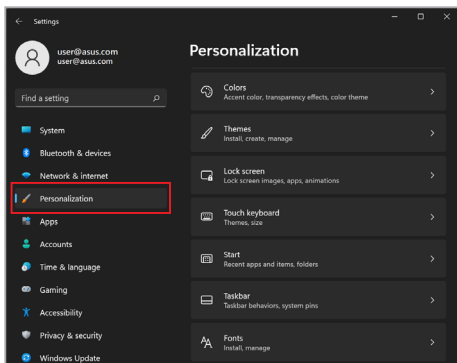 Settings
user@asus.com
user@asus.com
Find a setting
System
Bluetooth & devices
Network & internet
Personalization
Apps
Accounts
Time & language
Gaming
Accessibility
Privacy & security
Windows Update
Personalization
Colors
Accent color, transparency effects, color theme
Themes
Install, create, manage
Lock screen
Lock screen images, apps, animations
Touch keyboard
Themes, size
Start
Recent apps and items, folders
Taskbar
Taskbar behaviors, system pins
Fonts
Install, manage